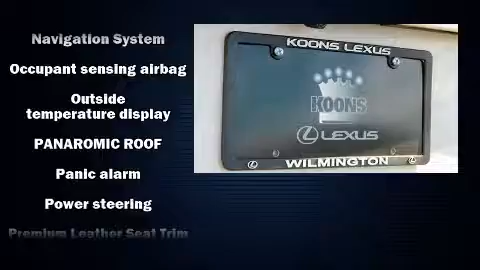 Navigation System
Occupant sensing airbag
Outside
temperature display
PANAROMIC ROOF
Panic alarm
Power steering
Premium Leather Seat Trim
KOONS LEXUS
KOONS
LEXUS
WILMINGTON